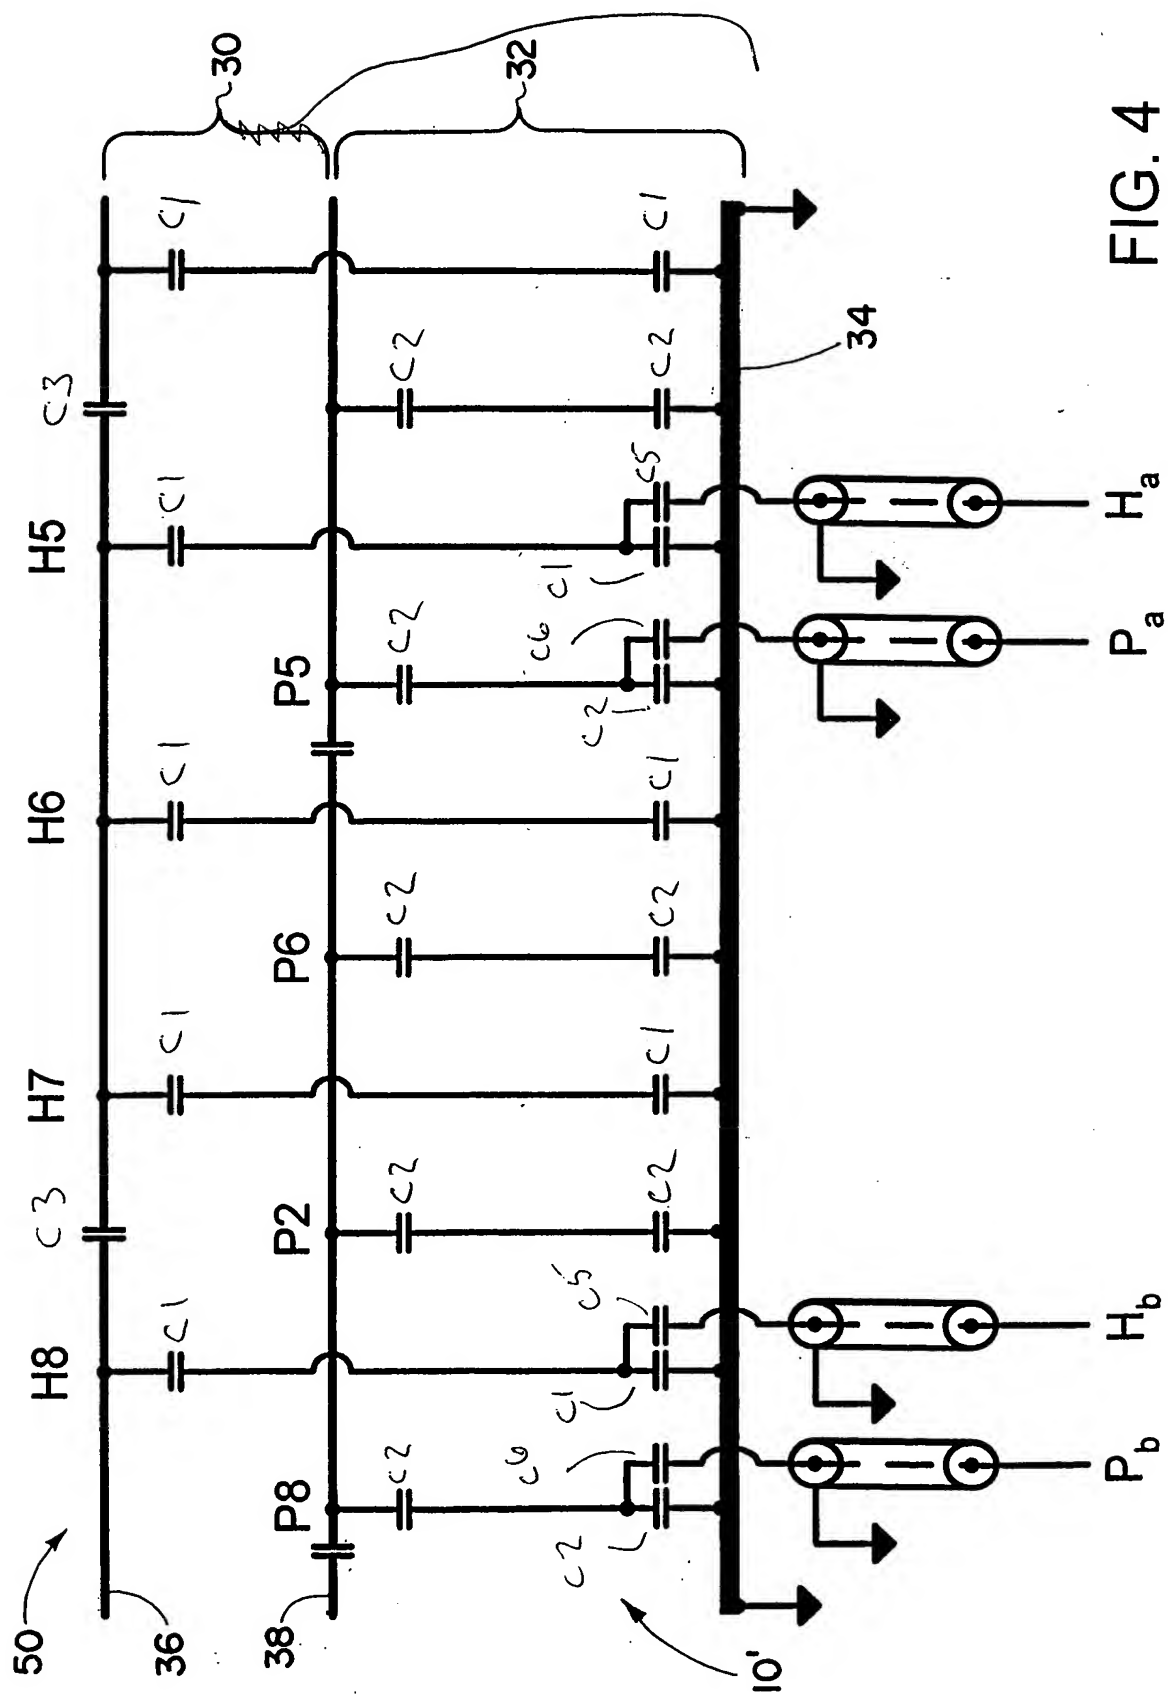 50
H8 C3 H7 H6 H5 C3
36 C1 C1 C1 C1 C1
30
38 P8 P2 P6 P5
C2 C2 C2 C2 C2
32
C6 C5 C6
C2 C1 C2 C1
C2 C1 C2 C1 C5 C2 C1
10' 34
Pb Hb Pa Ha
FIG. 4